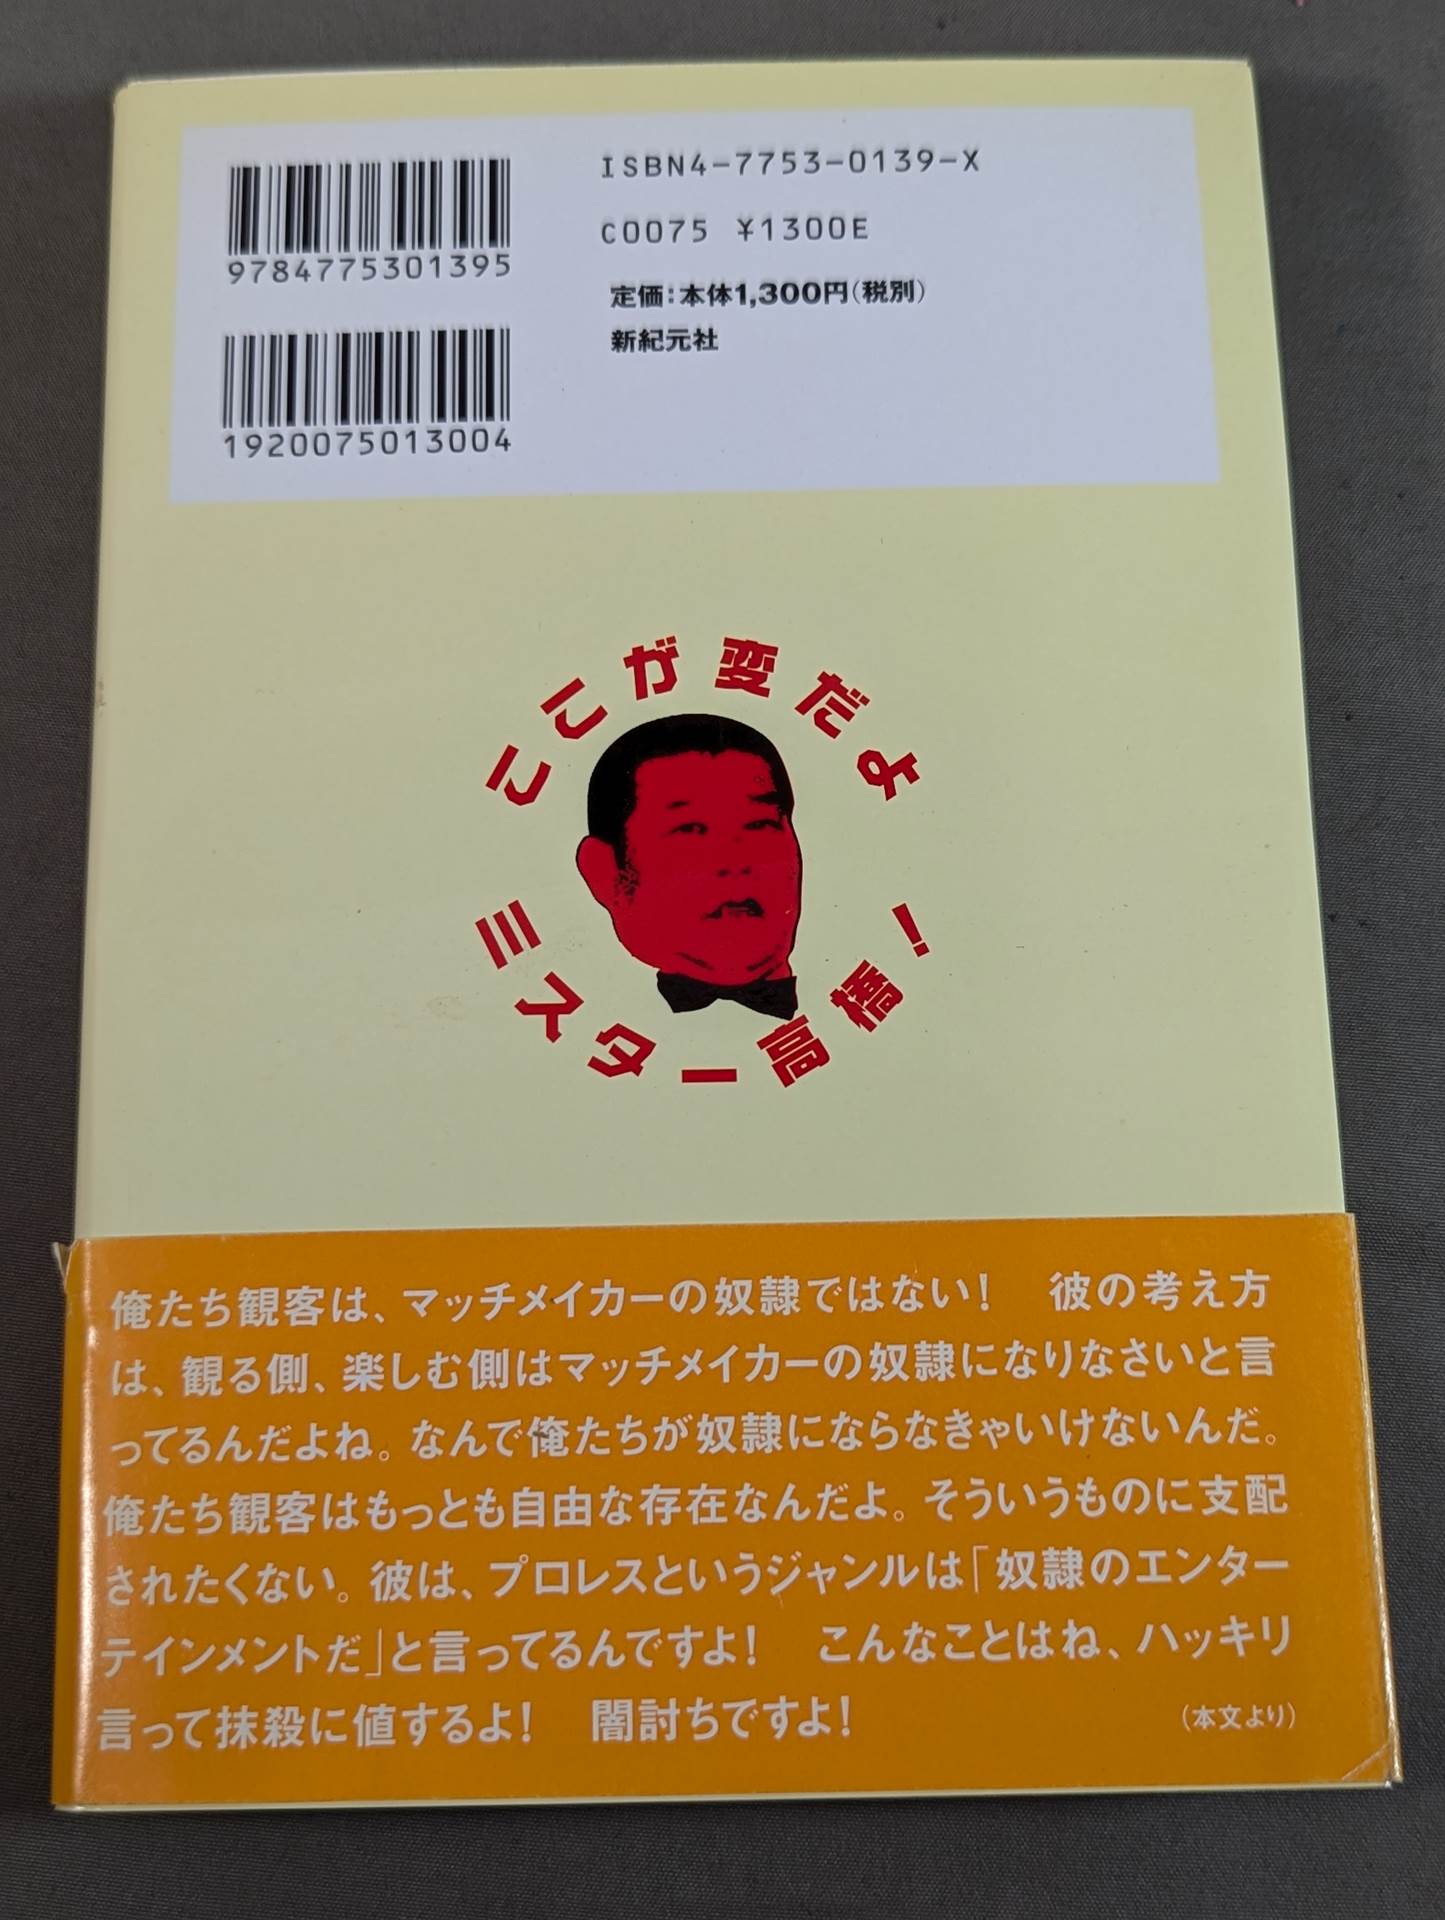 9784775301395
1920075013004
ISBN4-7753-0139-X
C0075 ¥1300E
定価:本体1,300円(税別)
新紀元社
ここが変だよ
ミスター高橋!
俺たち観客は、マッチメイカーの奴隷ではない! 彼の考え方
は、観る側、楽しむ側はマッチメイカーの奴隷になりなさいと言
ってるんだよね。なんで俺たちが奴隷にならなきゃいけないんだ。
俺たち観客はもっとも自由な存在なんだよ。そういうものに支配
されたくない。彼は、プロレスというジャンルは「奴隷のエンター
テインメントだ」と言ってるんですよ! こんなことはね、ハッキリ
言って抹殺に値するよ! 闇討ちですよ!
(本文より)